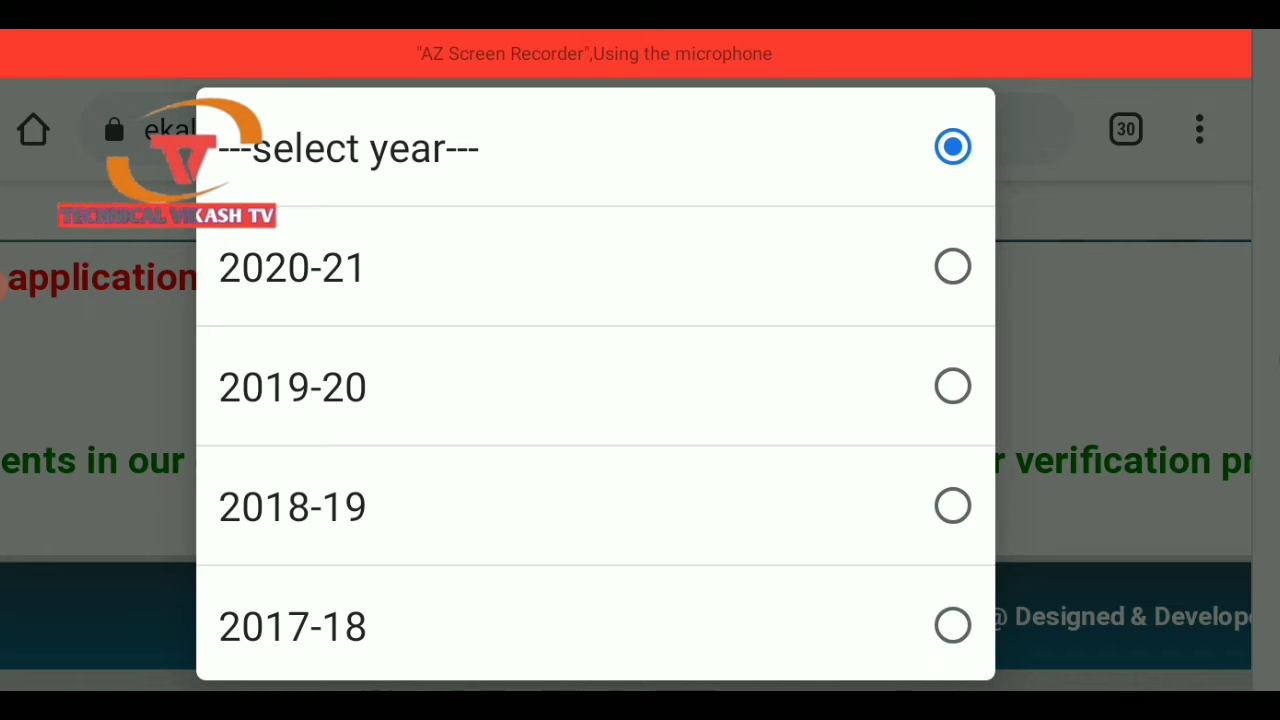 "AZ Screen Recorder",Using the microphone
ekal
30
---select year---
TECHNICAL VIKASH TV
2020-21
application
2019-20
ents in our
r verification pr
2018-19
2017-18
@ Designed & Develope